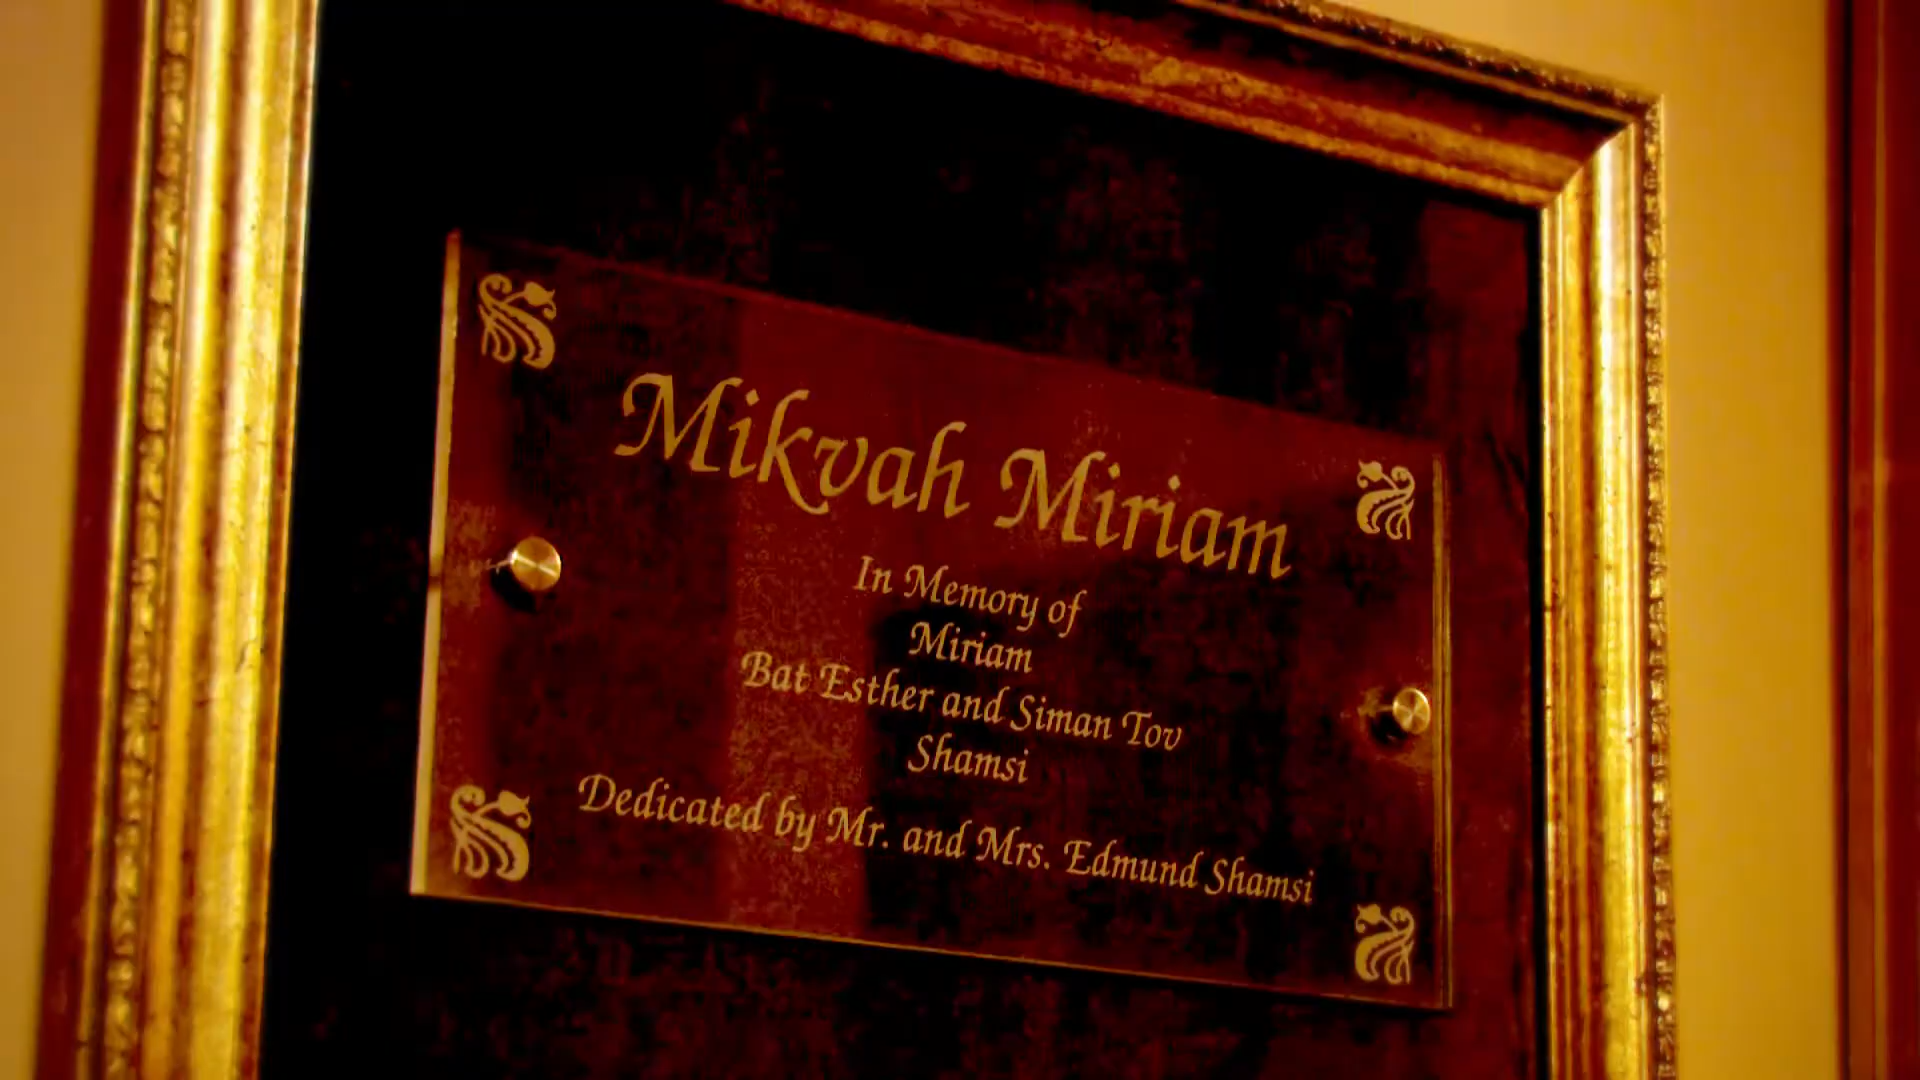 Mikvah Miriam
In Memory of
Miriam
Bat Esther and Siman Tov
Shamsi
Dedicated by Mr. and Mrs. Edmund Shamsi